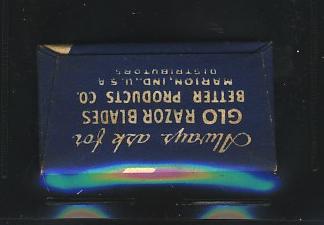 Always ask for
GLO RAZOR BLADES
BETTER PRODUCTS CO.
MARION, IND., U.S.A
DISTRIBUTORS